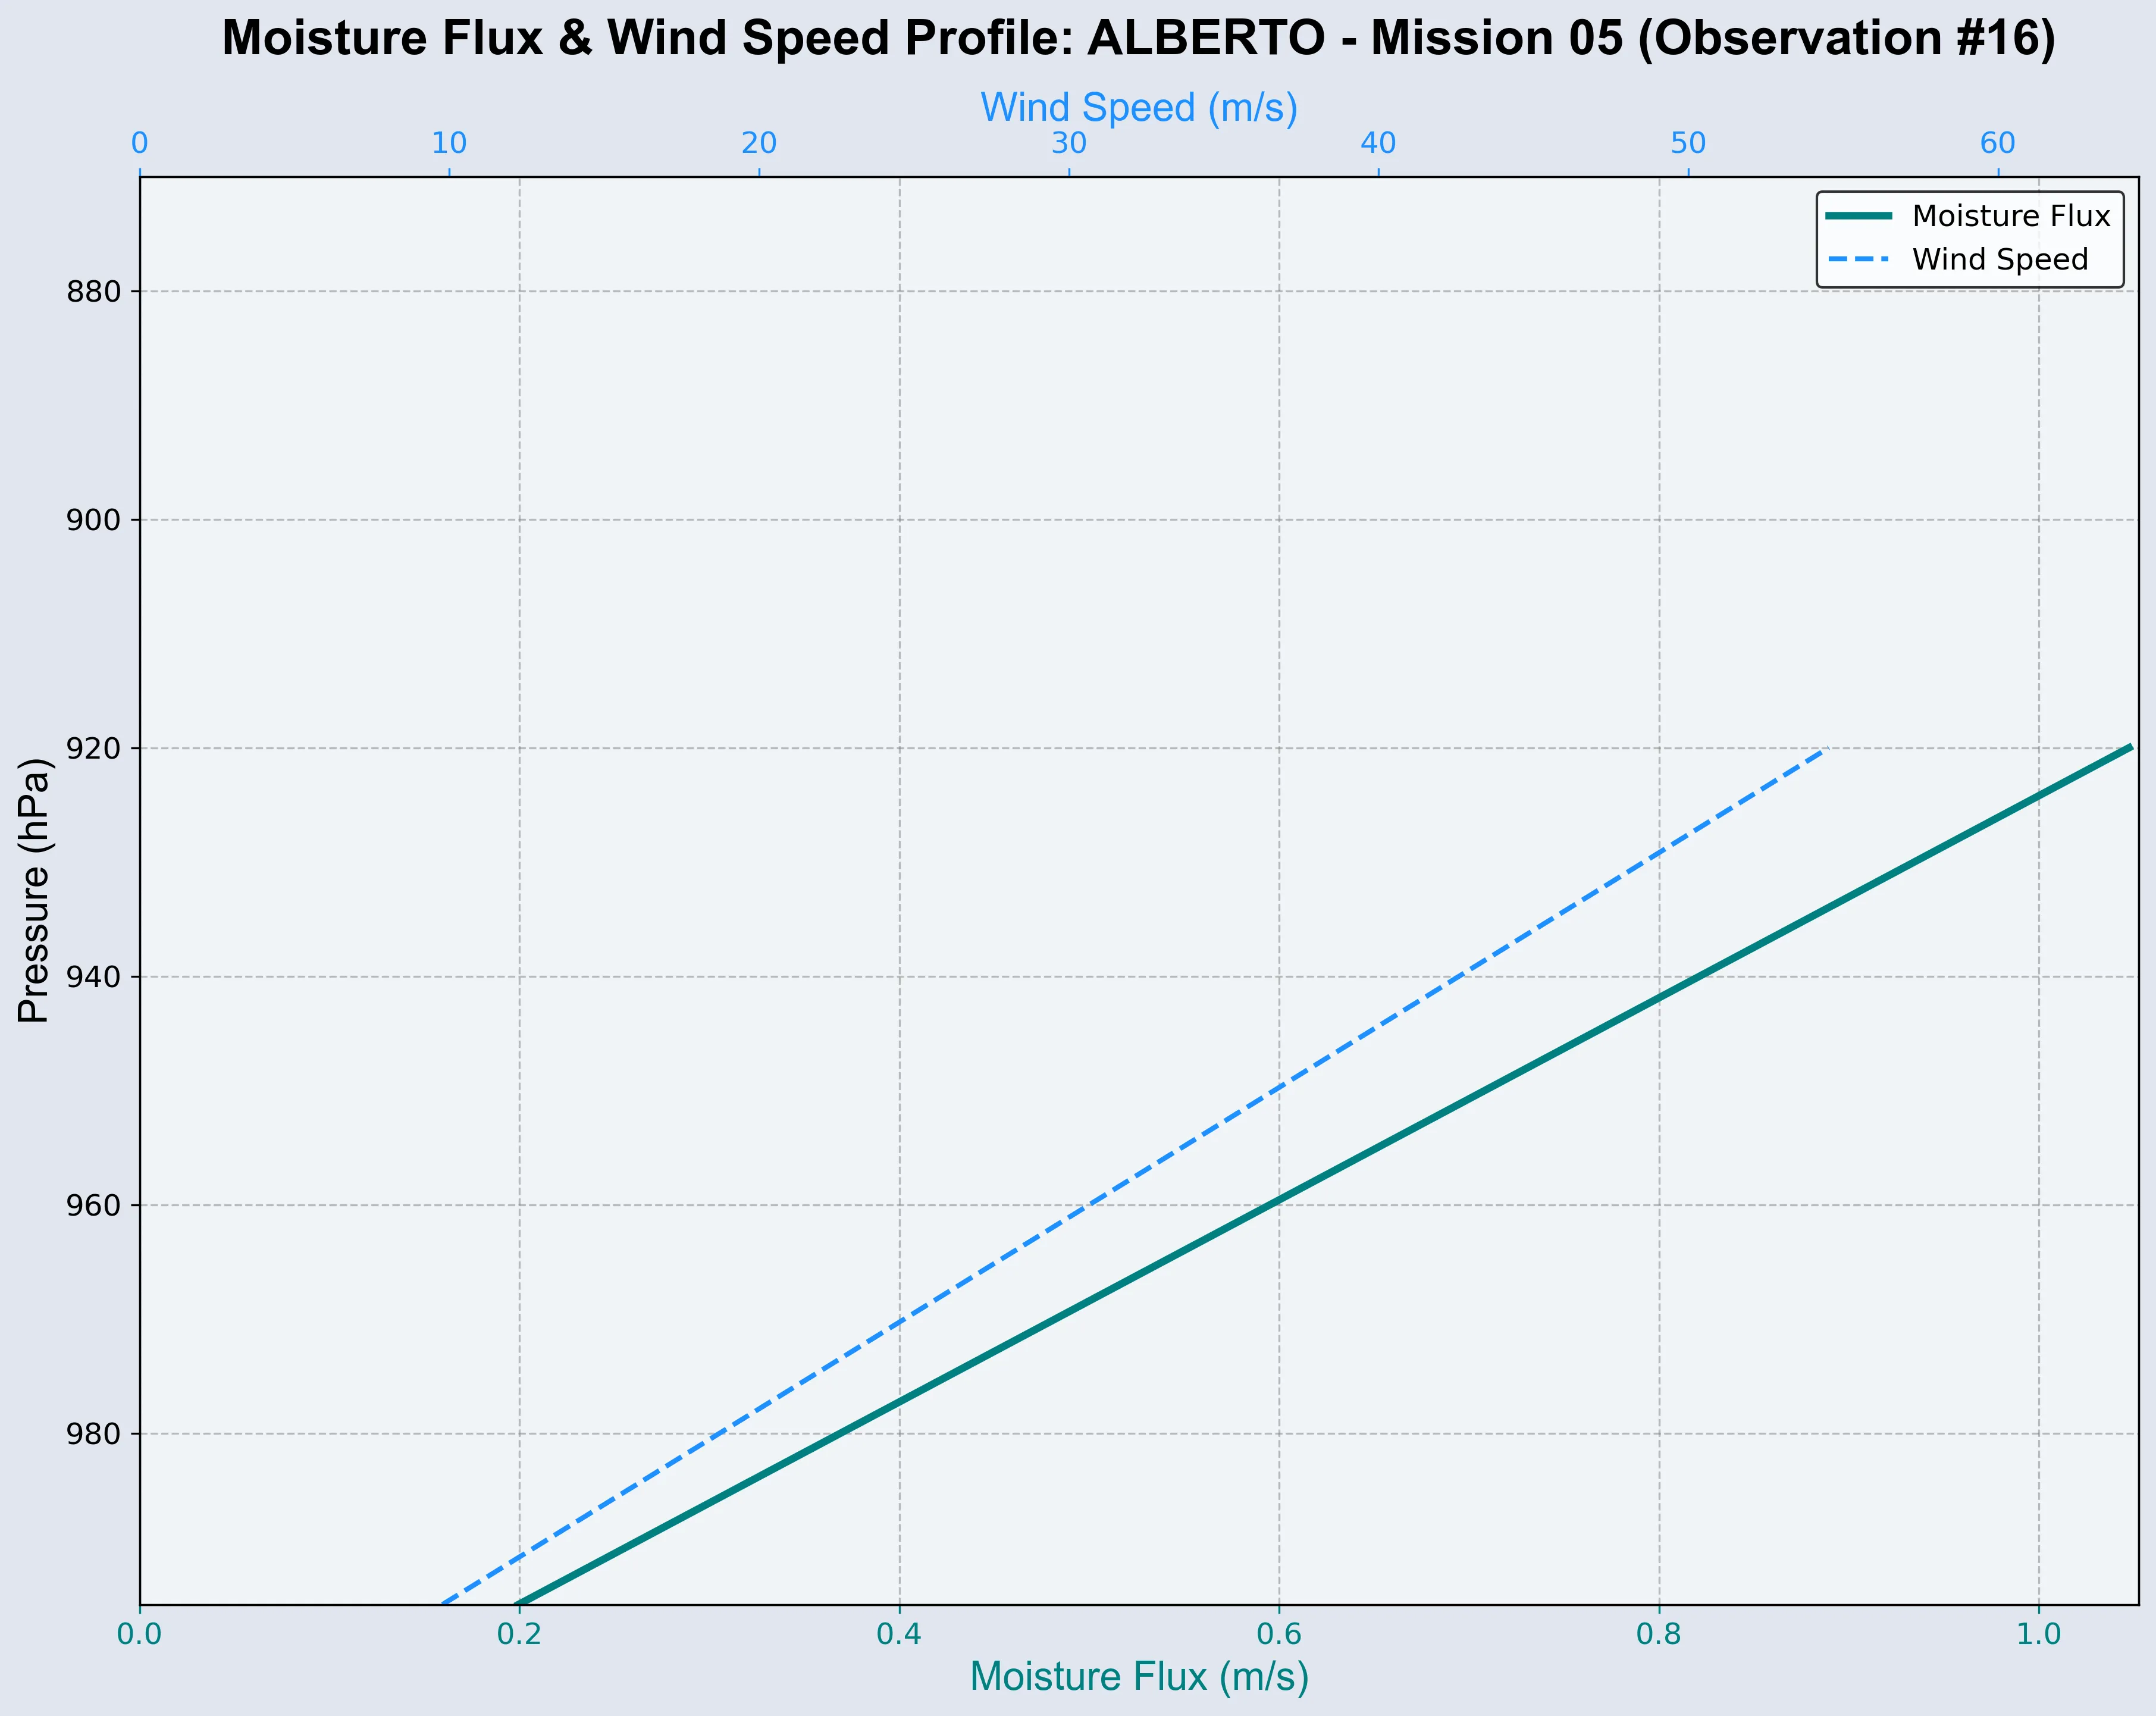 Moisture Flux & Wind Speed Profile: ALBERTO - Mission 05 (Observation #16)
Wind Speed (m/s)
0 10 20 30 40 50 60
Moisture Flux
Wind Speed
880
900
920
940
960
980
Pressure (hPa)
0.0 0.2 0.4 0.6 0.8 1.0
Moisture Flux (m/s)